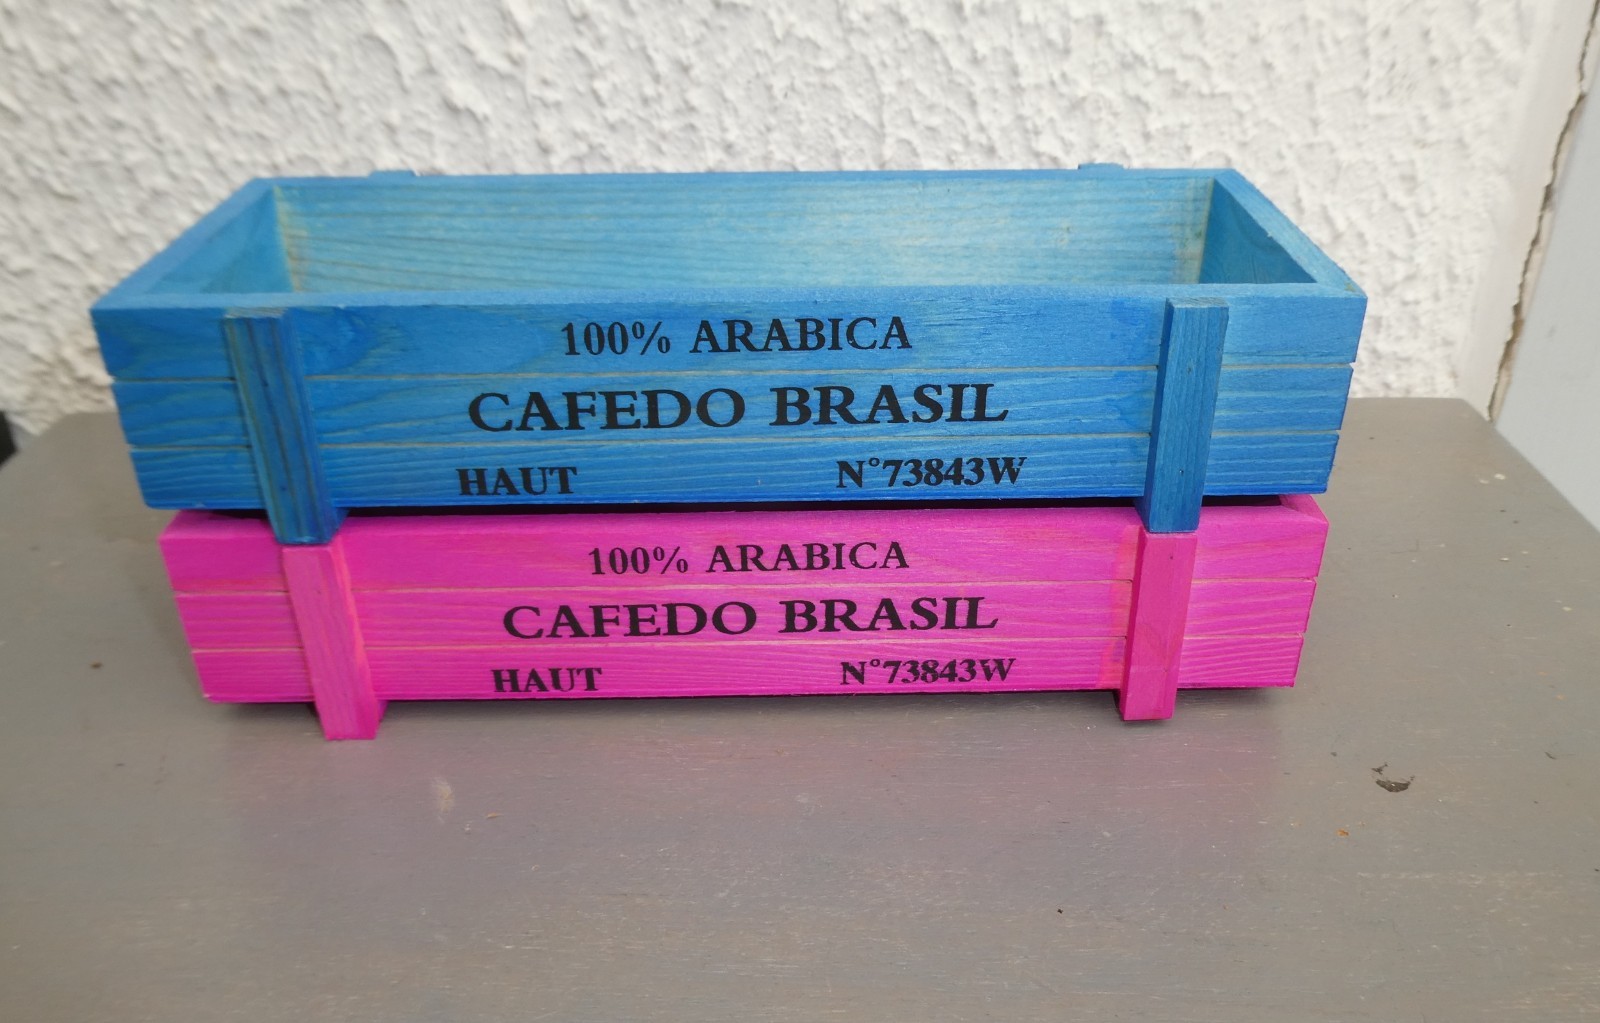 100% ARABICA
CAFEDO BRASIL
HAUT N°73843W
100% ARABICA
CAFEDO BRASIL
HAUT N°73843W